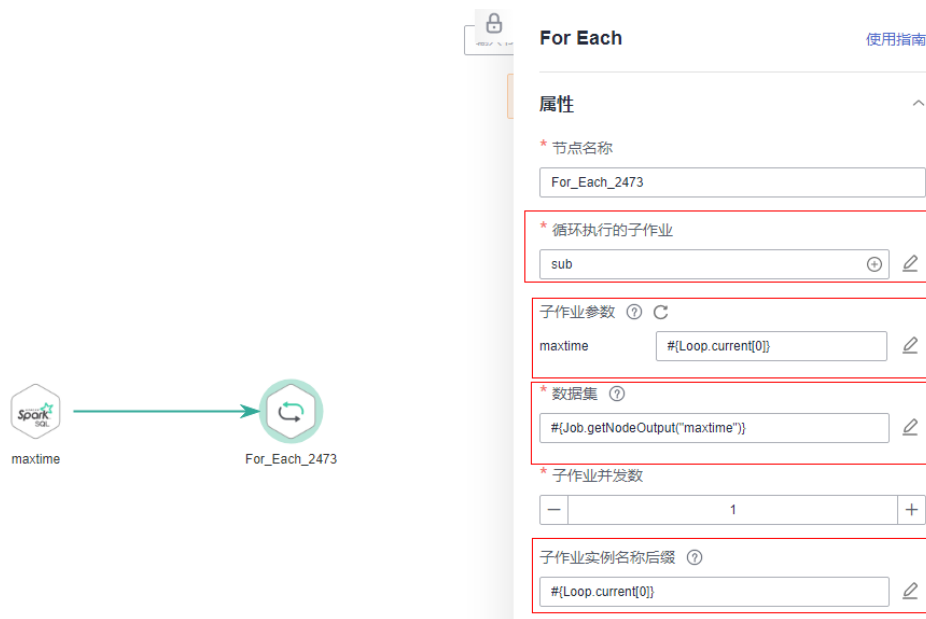 For Each
使用指南
属性
* 节点名称
For_Each_2473
* 循环执行的子作业
sub
子作业参数
maxtime
#{Loop.current[0]}
* 数据集
#{Job.getNodeOutput("maxtime")}
* 子作业并发数
1
子作业实例名称后缀
#{Loop.current[0]}
Spark
SQL
maxtime
For_Each_2473